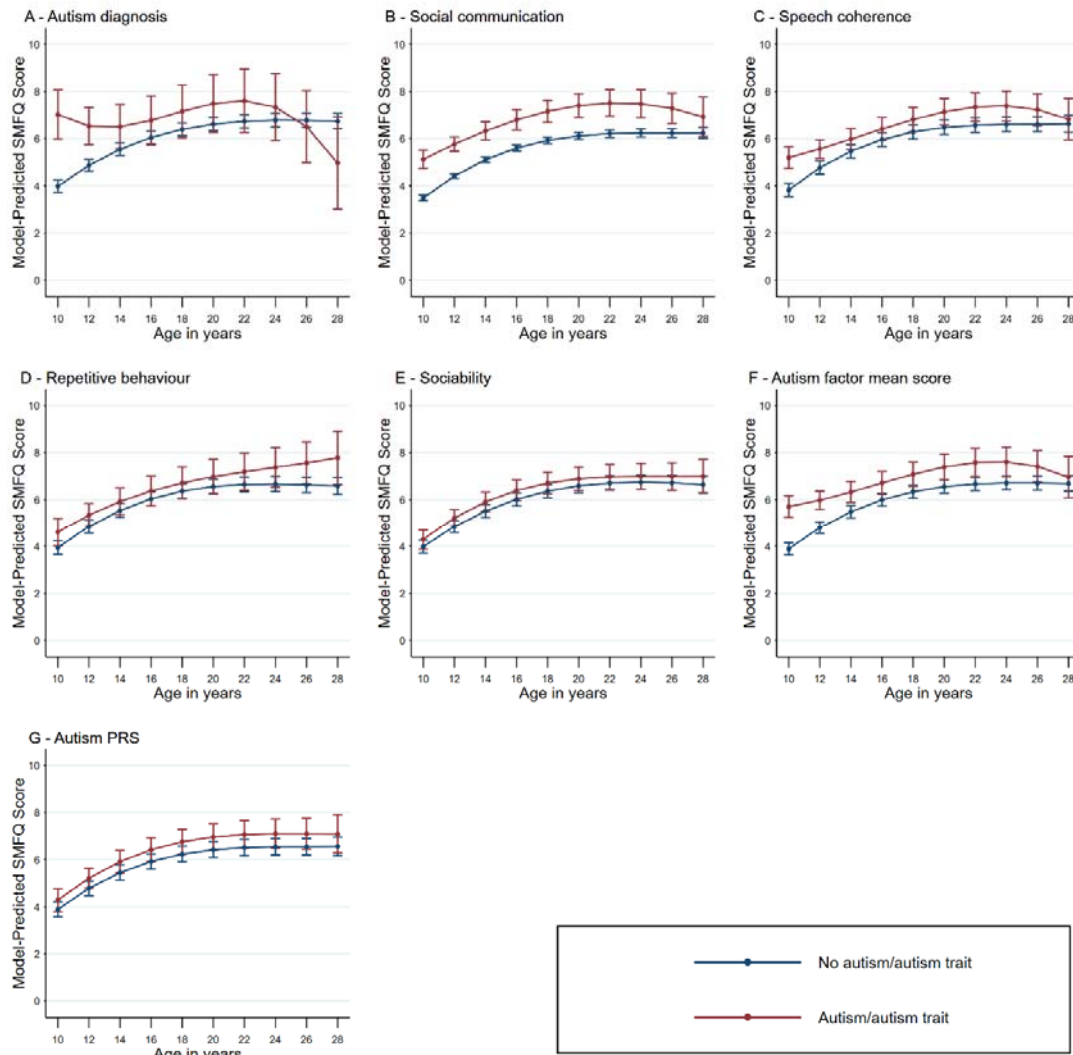 A - Autism diagnosis
B - Social communication
C - Speech coherence
Model-Predicted SMFQ Score
10
8
6
4
2
0
10 12 14 16 18 20 22 24 26 28
Age in years
Model-Predicted SMFQ Score
10
8
6
4
2
0
10 12 14 16 18 20 22 24 26 28
Age in years
Model-Predicted SMFQ Score
10
8
6
4
2
0
10 12 14 16 18 20 22 24 26 28
Age in years
D - Repetitive behaviour
E - Sociability
F - Autism factor mean score
Model-Predicted SMFQ Score
10
8
6
4
2
0
10 12 14 16 18 20 22 24 26 28
Age in years
Model-Predicted SMFQ Score
10
8
6
4
2
0
10 12 14 16 18 20 22 24 26 28
Age in years
Model-Predicted SMFQ Score
10
8
6
4
2
0
10 12 14 16 18 20 22 24 26 28
Age in years
G - Autism PRS
Model-Predicted SMFQ Score
10
8
6
4
2
0
10 12 14 16 18 20 22 24 26 28
Age in years
No autism/autism trait
Autism/autism trait